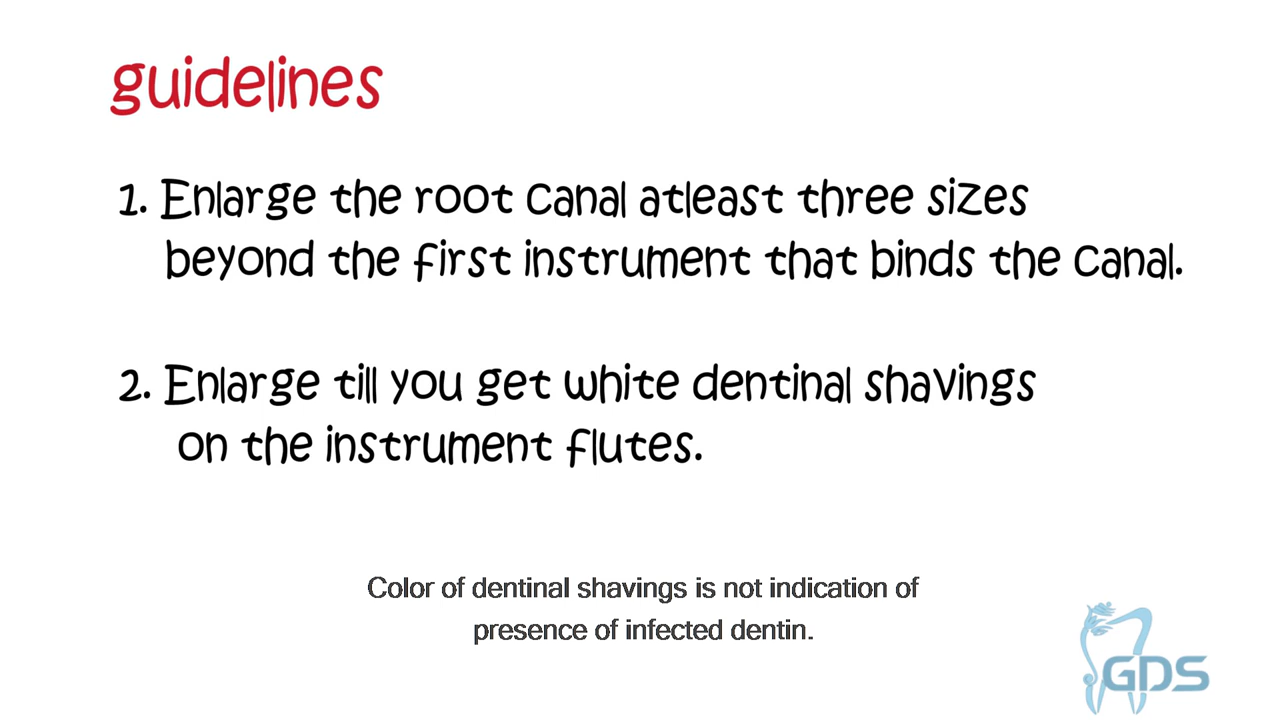 guidelines
1. Enlarge the root canal atleast three sizes
beyond the first instrument that binds the canal.
2. Enlarge till you get white dentinal shavings
on the instrument flutes.
Color of dentinal shavings is not indication of
presence of infected dentin.
GDS